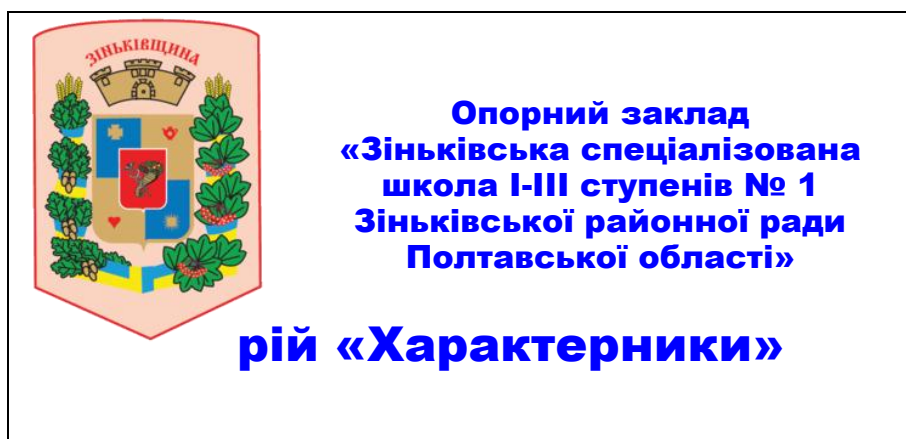 ЗІНЬКІВЩИНА
Опорний заклад
«Зіньківська спеціалізована
школа І-ІІІ ступенів № 1
Зіньківської районної ради
Полтавської області»
рій «Характерники»